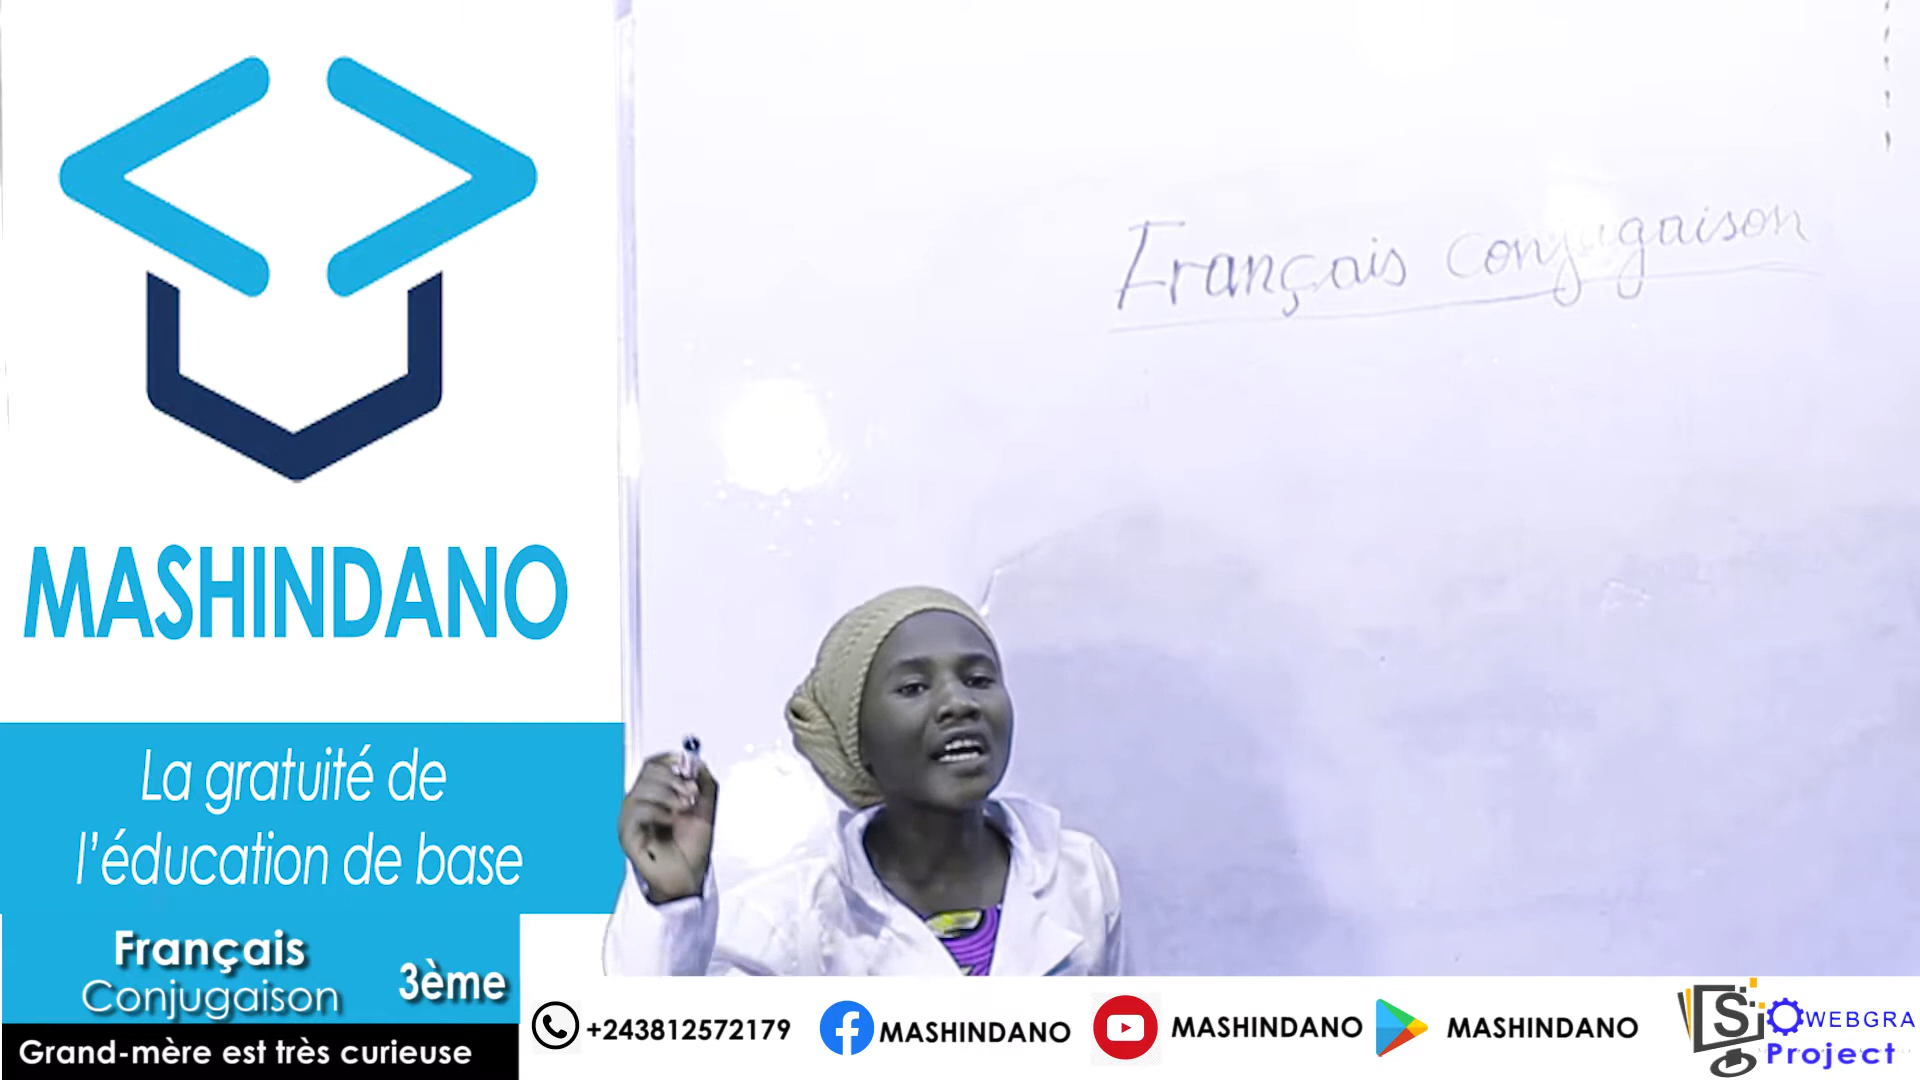 Français conjugaison
MASHINDANO
La gratuité de
l'éducation de base
Français
Conjugaison
3ème
Grand-mère est très curieuse
+243812572179
MASHINDANO
MASHINDANO
MASHINDANO
WEBGRA
Project